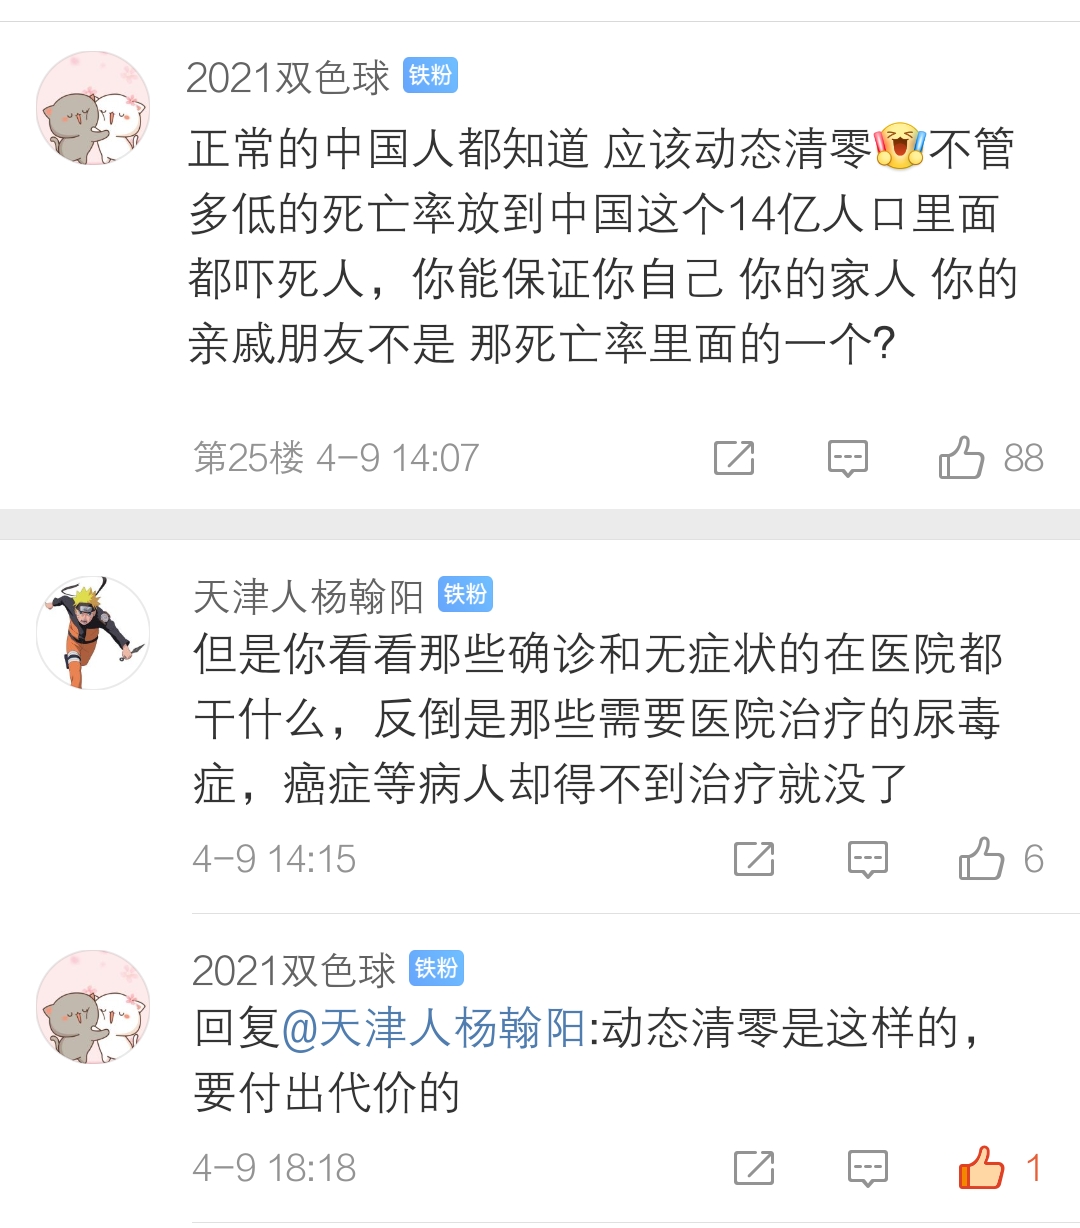 2021双色球 铁粉
正常的中国人都知道 应该动态清零不管
多低的死亡率放到中国这个14亿人口里面
都吓死人，你能保证你自己 你的家人 你的
亲戚朋友不是 那死亡率里面的一个?
第25楼 4-9 14:07 88
天津人杨翰阳 铁粉
但是你看看那些确诊和无症状的在医院都
干什么，反倒是那些需要医院治疗的尿毒
症，癌症等病人却得不到治疗就没了
4-9 14:15 6
2021双色球 铁粉
回复@天津人杨翰阳:动态清零是这样的，
要付出代价的
4-9 18:18 1